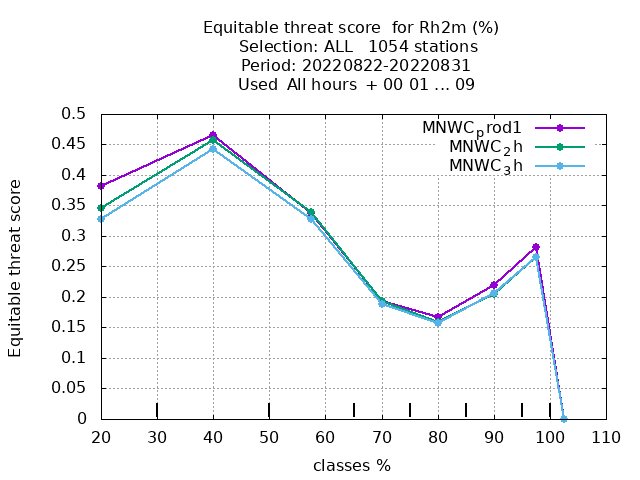 Equitable threat score  for Rh2m (%)
Selection: ALL   1054 stations
Period: 20220822-20220831
Used  All hours  + 00 01 ... 09
0.5
0.45
0.4
0.35
0.3
0.25
0.2
0.15
0.1
0.05
0
Equitable threat score
MNWCprod1
MNWC2h
MNWC3h
20 30 40 50 60 70 80 90 100 110
classes %